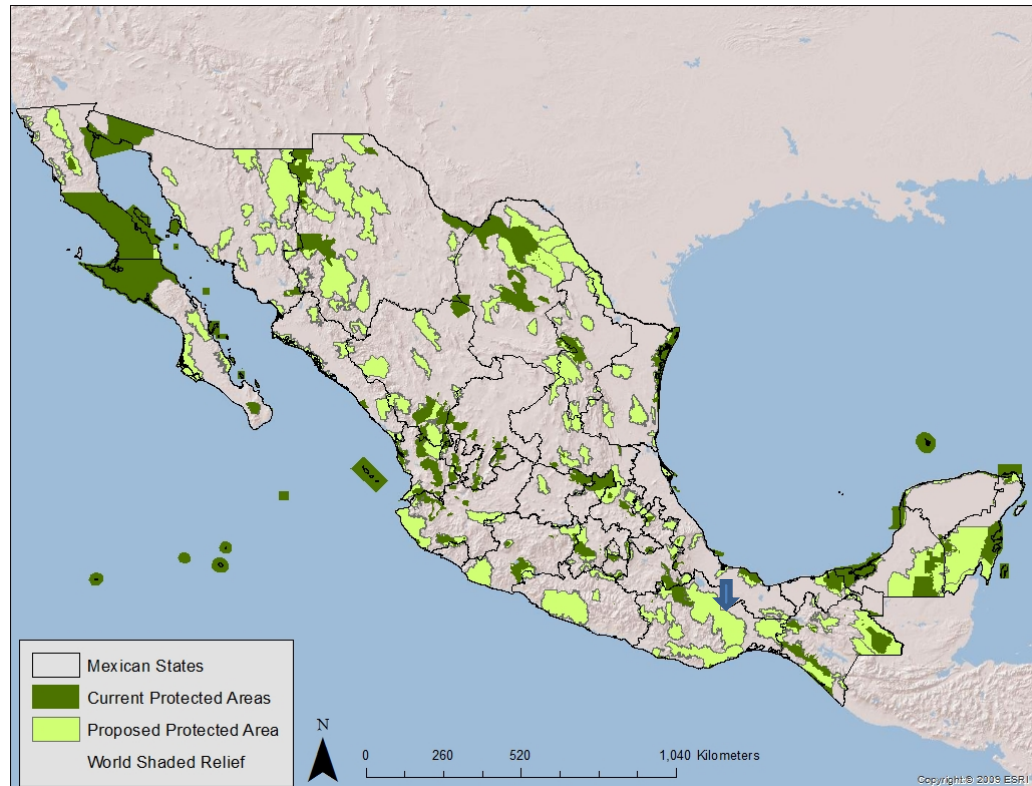 Mexican States
Current Protected Areas
Proposed Protected Area
World Shaded Relief
N
0 260 520 1,040 Kilometers
Copyright:© 2009 ESRI